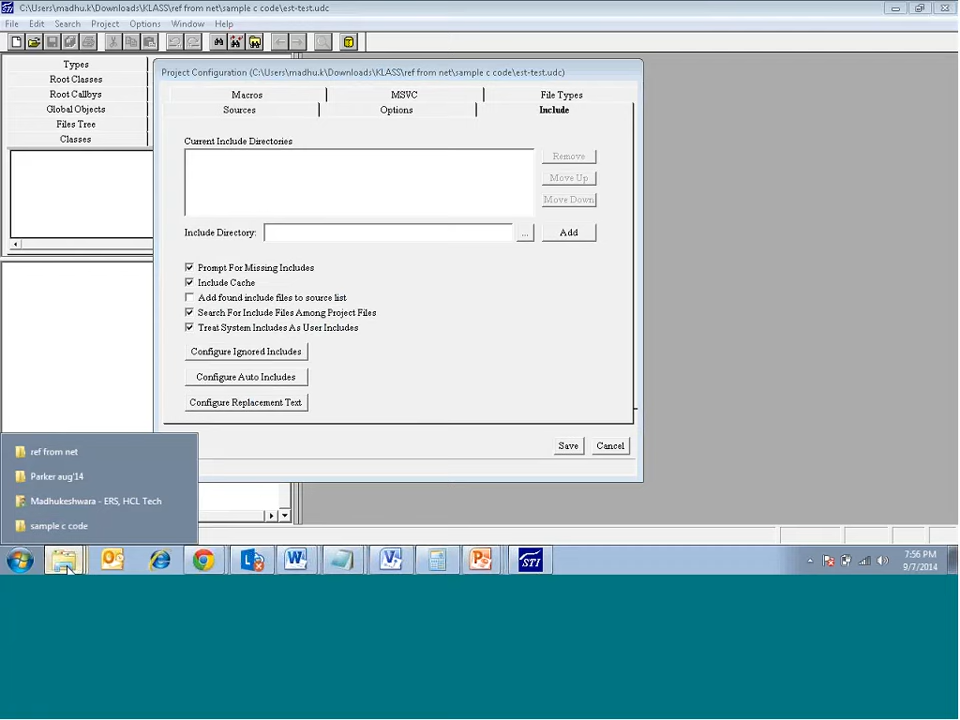 C:\Users\madhu.k\Downloads\KLASS\ref from net\sample c code\est-test.udc
File Edit Search Project Options Window Help
Types
Root Classes
Root Callbys
Global Objects
Files Tree
Classes
Project Configuration (C:\Users\madhu.k\Downloads\KLASS\ref from net\sample c code\est-test.udc)
Macros MSVC File Types
Sources Options Include
Current Include Directories
Remove
Move Up
Move Down
Include Directory: ... Add
Prompt For Missing Includes
Include Cache
Add found include files to source list
Search For Include Files Among Project Files
Treat System Includes As User Includes
Configure Ignored Includes
Configure Auto Includes
Configure Replacement Text
Save Cancel
ref from net
Parker aug'14
Madhukeshwara - ERS, HCL Tech
sample c code
STI
7:56 PM
9/7/2014